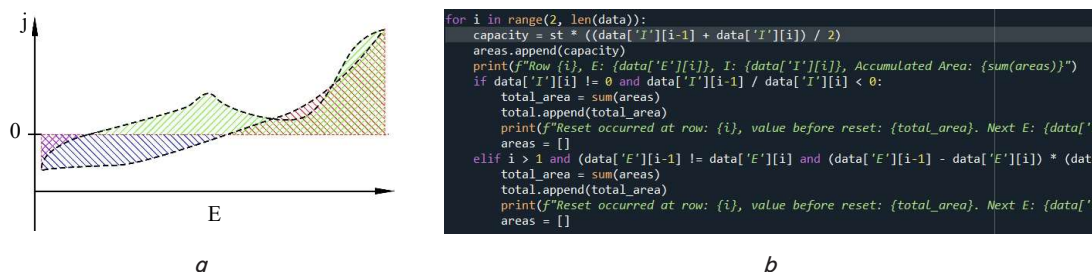 j
0
E
a
for i in range(2, len(data)):
capacity = st * ((data['I'][i-1] + data['I'][i]) / 2)
areas.append(capacity)
print(f"Row {i}, E: {data['E'][i]}, I: {data['I'][i]}, Accumulated Area: {sum(areas)}")
if data['I'][i] != 0 and data['I'][i-1] / data['I'][i] < 0:
total_area = sum(areas)
total.append(total_area)
print(f"Reset occurred at row: {i}, value before reset: {total_area}. Next E: {data['
areas = []
elif i > 1 and (data['E'][i-1] != data['E'][i] and (data['E'][i-1] - data['E'][i]) * (dat
total_area = sum(areas)
total.append(total_area)
print(f"Reset occurred at row: {i}, value before reset: {total_area}. Next E: {data['
areas = []
b